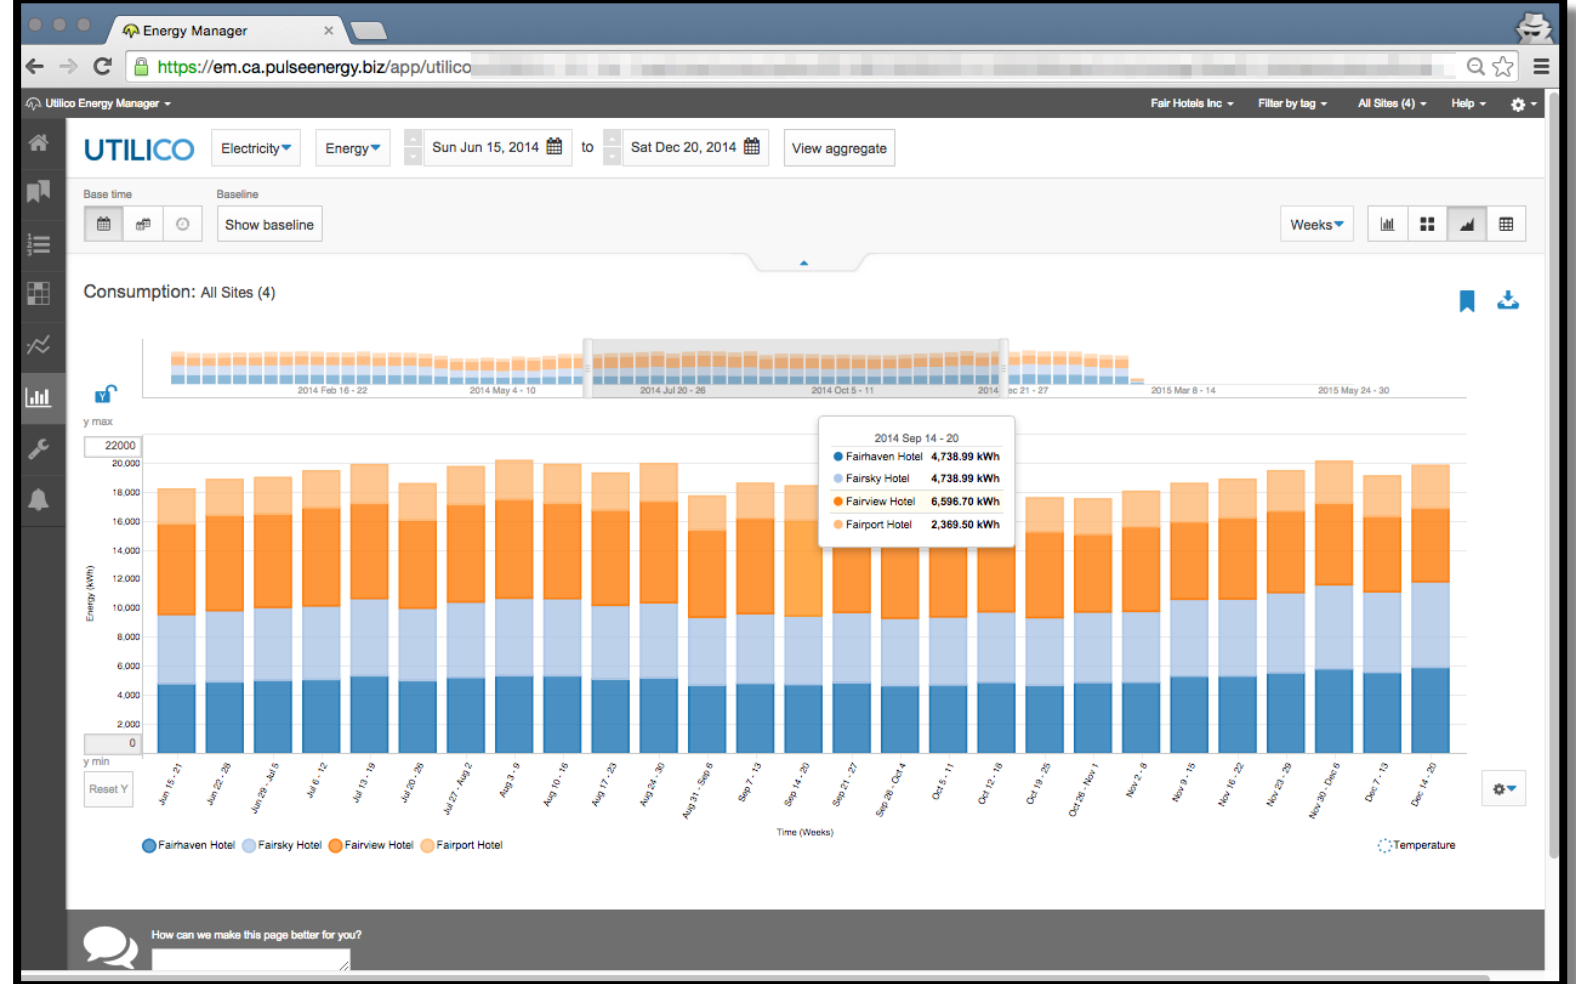 Energy Manager
https://em.ca.pulseenergy.biz/app/utilico
Utilico Energy Manager
Fair Hotels Inc
Filter by tag
All Sites (4)
Help
UTILICO
Electricity
Energy
Sun Jun 15, 2014
to
Sat Dec 20, 2014
View aggregate
Base time
Baseline
Show baseline
Weeks
Consumption: All Sites (4)
2014 Feb 16 - 22
2014 May 4 - 10
2014 Jul 20 - 26
2014 Oct 5 - 11
2014
ec 21 - 27
2015 Mar 8 - 14
2015 May 24 - 30
Y
y max
22000
20,000
18,000
16,000
14,000
12,000
10,000
8,000
6,000
4,000
2,000
0
y min
Reset Y
Energy (kWh)
2014 Sep 14 - 20
Fairhaven Hotel 4,738.99 kWh
Fairsky Hotel 4,738.99 kWh
Fairview Hotel 6,596.70 kWh
Fairport Hotel 2,369.50 kWh
Jun 15 - 21
Jun 22 - 28
Jun 29 - Jul 5
Jul 6 - 12
Jul 13 - 19
Jul 20 - 26
Jul 27 - Aug 2
Aug 3 - 9
Aug 10 - 16
Aug 17 - 23
Aug 24 - 30
Aug 31 - Sep 6
Sep 7 - 13
Sep 14 - 20
Sep 21 - 27
Sep 28 - Oct 4
Oct 5 - 11
Oct 12 - 18
Oct 19 - 25
Oct 26 - Nov 1
Nov 2 - 8
Nov 9 - 15
Nov 16 - 22
Nov 23 - 29
Nov 30 - Dec 6
Dec 7 - 13
Dec 14 - 20
Time (Weeks)
Fairhaven Hotel
Fairsky Hotel
Fairview Hotel
Fairport Hotel
Temperature
How can we make this page better for you?